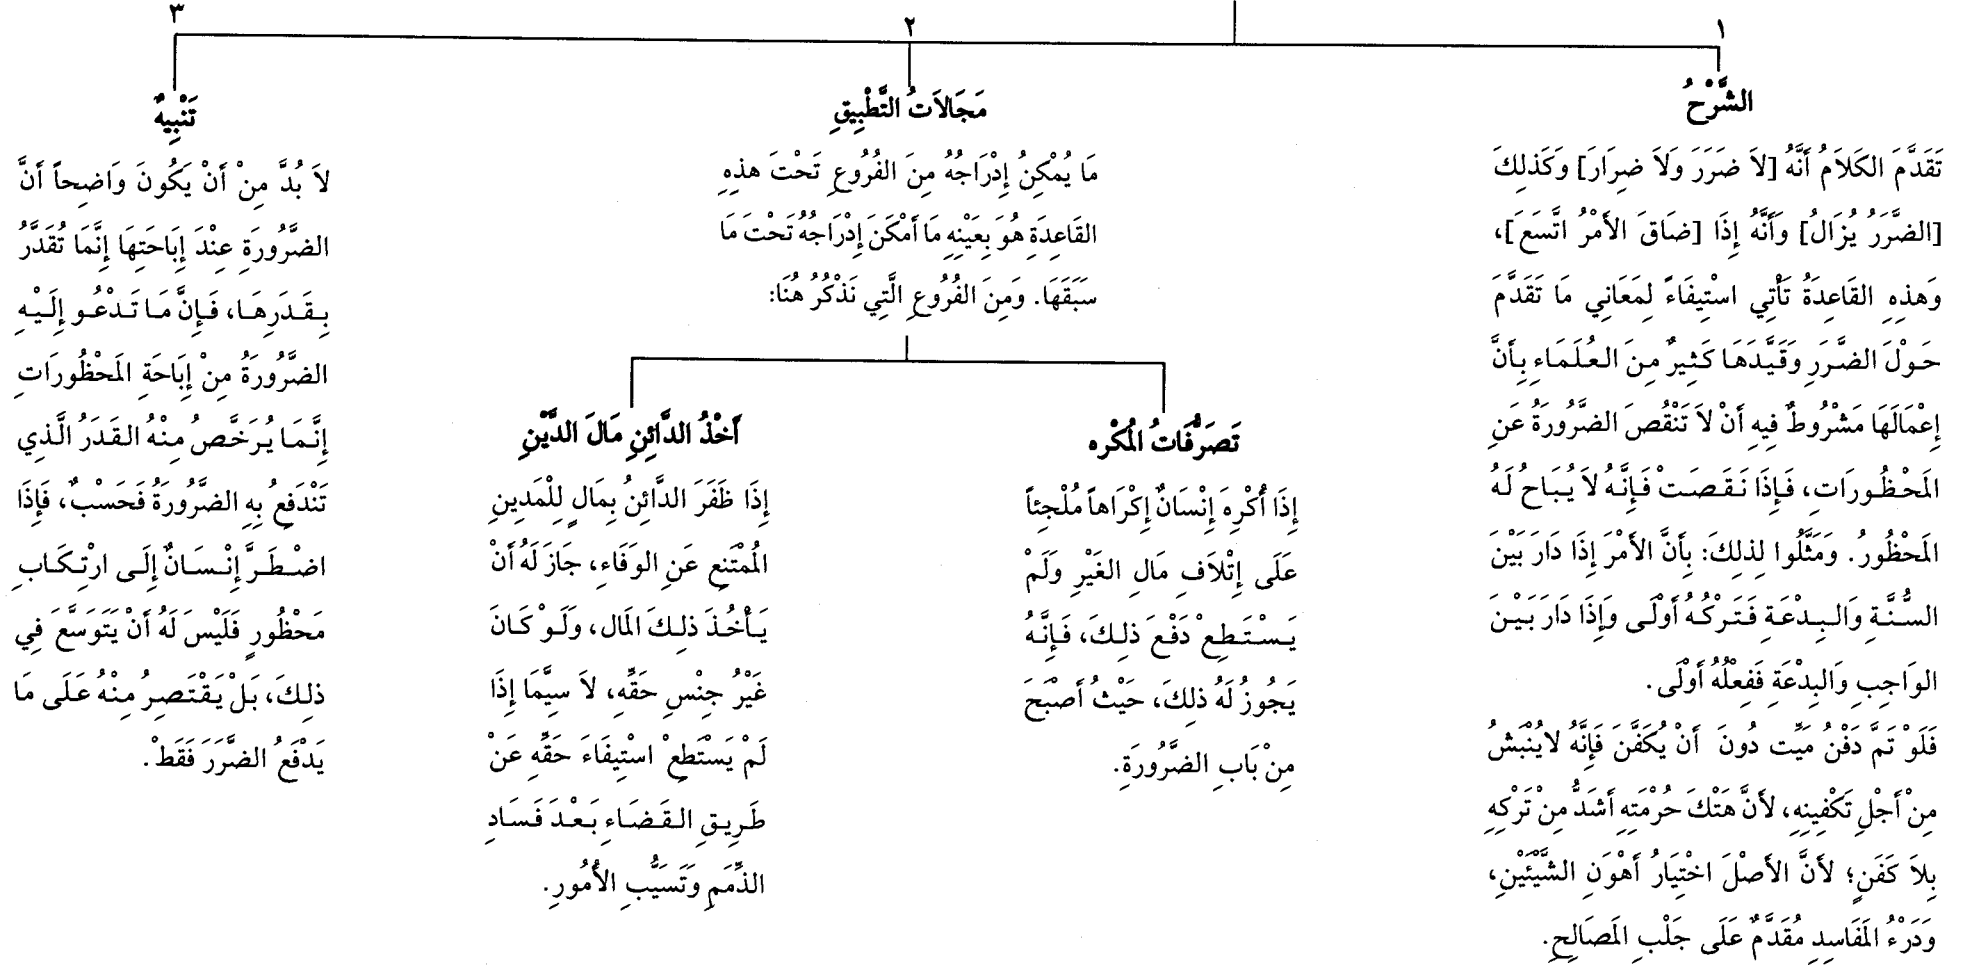 ١
الشَّرْحُ
تَقَدَّمَ الكَلاَمُ أَنَّهُ [لاَ ضَرَرَ وَلاَ ضِرَارَ] وَكَذلِكَ
[الضَّرَرُ يُزَالُ] وَأَنَّهُ إِذَا [ضَاقَ الأَمْرُ اتَّسَعَ]،
وَهذِهِ القَاعِدَةُ تَأْتِي اسْتِيفَاءً لِمَعَانِي مَا تَقَدَّمَ
حَوْلَ الضَّرَرِ وَقَيَّدَهَا كَثِيرٌ مِنَ العُلَمَاءِ بِأَنَّ
إِعْمَالَهَا مَشْرُوطٌ فِيهِ أَنْ لاَ تَنْقُصَ الضَّرُورَةُ عَنِ
المَحْظُورَاتِ، فَإِذَا نَقَصَتْ فَإِنَّهُ لاَ يُبَاحُ لَهُ
المَحْظُورُ. وَمَثَّلُوا لِذلِكَ: بِأَنَّ الأَمْرَ إِذَا دَارَ بَيْنَ
السُّنَّةِ وَالبِدْعَةِ فَتَرْكُهُ أَوْلَى وَإِذَا دَارَ بَيْنَ
الوَاجِبِ وَالبِدْعَةِ فَفِعْلُهُ أَوْلَى.
فَلَوْ تَمَّ دَفْنُ مَيِّت دُونَ أَنْ يُكَفَّنَ فَإِنَّهُ لايُنْبَشُ
مِنْ أَجْلِ تَكْفِينِهِ، لأَنَّ هَتْكَ حُرْمَتِهِ أَشَدُّ مِنْ تَرْكِهِ
بِلاَ كَفَنٍ؛ لأَنَّ الأَصْلَ اخْتِيَارُ أَهْوَنِ الشَّيْئَيْنِ،
وَدَرْءُ المَفَاسِدِ مُقَدَّمٌ عَلَى جَلْبِ المَصَالِحِ.
٢
مَجَالاَتُ التَّطْبِيقِ
مَا يُمْكِنُ إِدْرَاجُهُ مِنَ الفُرُوعِ تَحْتَ هذِهِ
القَاعِدَةِ هُوَ بِعَيْنِهِ مَا أَمْكَنَ إِدْرَاجُهُ تَحْتَ مَا
سَبَقَهَا. وَمِنَ الفُرُوعِ الَّتِي نَذْكُرُ هُنَا:
تَصَرُّفَاتُ المُكْرَه
إِذَا أُكْرِهَ إِنْسَانٌ إِكْرَاهاً مُلْجِئاً
عَلَى إِتْلاَفِ مَالِ الغَيْرِ وَلَمْ
يَسْتَطِعْ دَفْعَ ذلِكَ، فَإِنَّهُ
يَجُوزُ لَهُ ذلِكَ، حَيْثُ أَصْبَحَ
مِنْ بَابِ الضَّرُورَةِ.
أَخْذُ الدَّائِنِ مَالَ الدَّيْنِ
إِذَا ظَفَرَ الدَّائِنُ بِمَالٍ لِلْمَدِينِ
المُمْتَنِعِ عَنِ الوَفَاءِ، جَازَ لَهُ أَنْ
يَأْخُذَ ذلِكَ المَال، وَلَوْ كَانَ
غَيْرُ جِنْسِ حَقِّهِ، لاَ سِيَّمَا إِذَا
لَمْ يَسْتَطِعْ اسْتِيفَاءَ حَقِّهِ عَنْ
طَرِيقِ القَضَاءِ بَعْدَ فَسَادِ
الذِّمَمِ وَتَسَيُّبِ الأُمُورِ.
٣
تَنْبِيهٌ
لاَ بُدَّ مِنْ أَنْ يَكُونَ وَاضِحاً أَنَّ
الضَّرُورَةِ عِنْدَ إِبَاحَتِهَا إِنَّمَا تُقَدَّرُ
بِقَدَرِهَا، فَإِنَّ مَا تَدْعُو إِلَيْهِ
الضَّرُورَةُ مِنْ إِبَاحَةِ المَحْظُورَاتِ
إِنَّمَا يُرَخَّصُ مِنْهُ القَدَرُ الَّذِي
تَنْدَفِعُ بِهِ الضَّرُورَةُ فَحَسْبٌ، فَإِذَا
اضْطَرَّ إِنْسَانٌ إِلَى ارْتِكَابِ
مَحْظُورٍ فَلَيْسَ لَهُ أَنْ يَتَوَسَّعَ فِي
ذلِكَ، بَلْ يَقْتَصِرُ مِنْهُ عَلَى مَا
يَدْفَعُ الضَّرَرَ فَقَطْ.